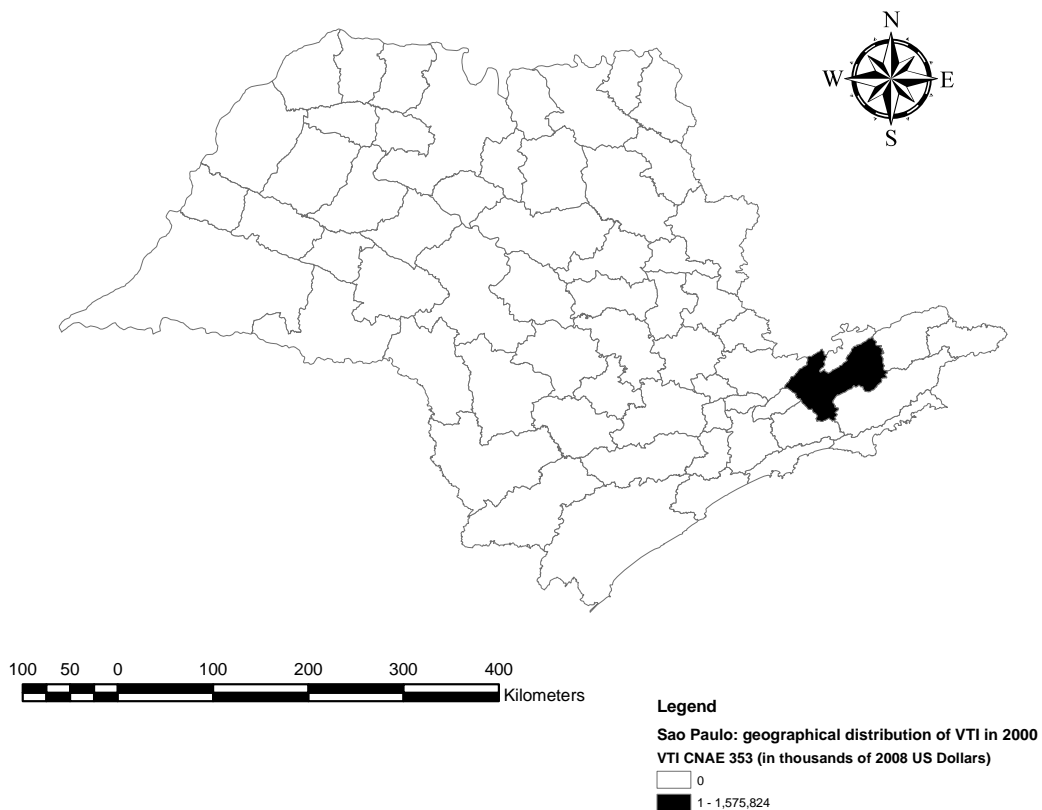 N
W E
S
100 50 0 100 200 300 400
Kilometers
Legend
Sao Paulo: geographical distribution of VTI in 2000
VTI CNAE 353 (in thousands of 2008 US Dollars)
0
1 - 1,575,824